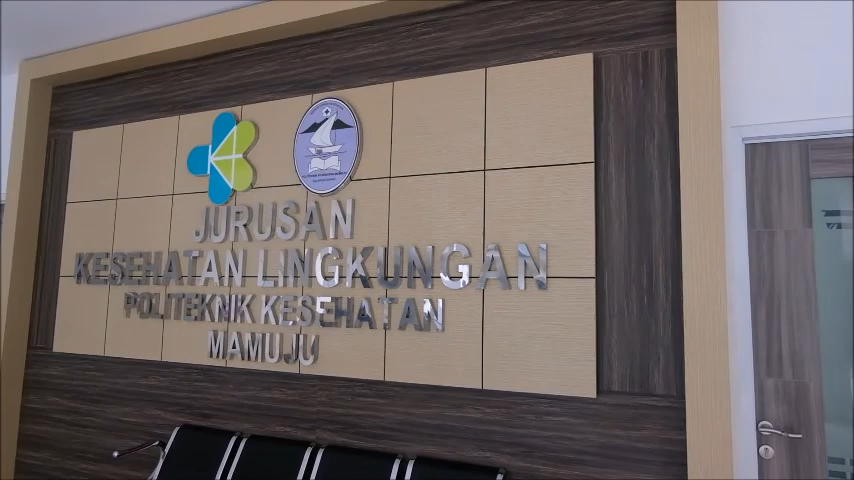 JURUSAN
KESEHATAN LINGKUNGAN
POLITEKNIK KESEHATAN
MAMUJU